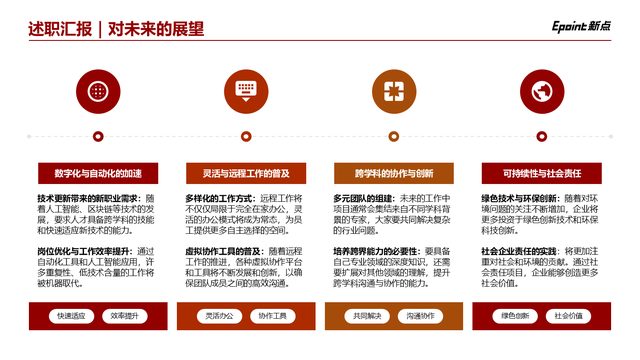 述职汇报｜对未来的展望
Epoint新点
数字化与自动化的加速
技术更新带来的新职业需求：随
着人工智能、区块链等技术的发
展，要求人才具备跨学科的技能
和快速适应新技术的能力。
岗位优化与工作效率提升：通过
自动化工具和人工智能应用，许
多重复性、低技术含量的工作将
被机器取代。
快速适应
效率提升
灵活与远程工作的普及
多样化的工作方式：远程工作将
不仅仅局限于完全在家办公，灵
活的办公模式将成为常态，为员
工提供更多自主选择的空间。
虚拟协作工具的普及：随着远程
工作的推进，各种虚拟协作平台
和工具将不断发展和创新，以确
保团队成员之间的高效沟通。
灵活办公
协作工具
跨学科的协作与创新
多元团队的组建：未来的工作中
项目通常会集结来自不同学科背
景的专家，大家要共同解决复杂
的行业问题。
培养跨界能力的必要性：要具备
自己专业领域的深度知识，还需
要扩展对其他领域的理解，提升
跨学科沟通与协作的能力。
共同解决
沟通协作
可持续性与社会责任
绿色技术与环保创新：随着对环
境问题的关注不断增加，企业将
更多投资于绿色创新技术和环保
科技创新。
社会企业责任的实践：将更加注
重对社会和环境的贡献。通过社
会责任项目，企业能够创造更多
社会价值。
绿色创新
社会价值